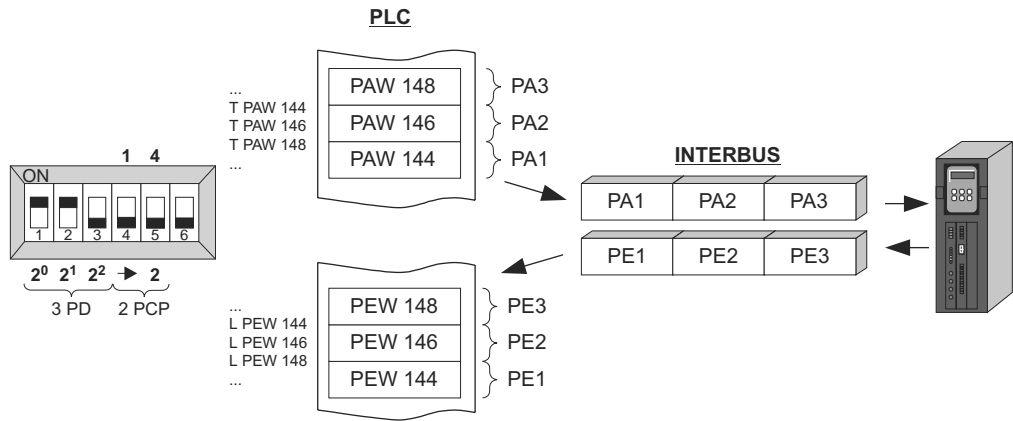 PLC
PAW 148
PAW 146
PAW 144
PA3
PA2
PA1
...
T PAW 144
T PAW 146
T PAW 148
...
1 4
ON
1 2 3 4 5 6
2⁰ 2¹ 2² 2
3 PD 2 PCP
INTERBUS
PA1 PA2 PA3
PE1 PE2 PE3
...
L PEW 144
L PEW 146
L PEW 148
...
PEW 148
PEW 146
PEW 144
PE3
PE2
PE1